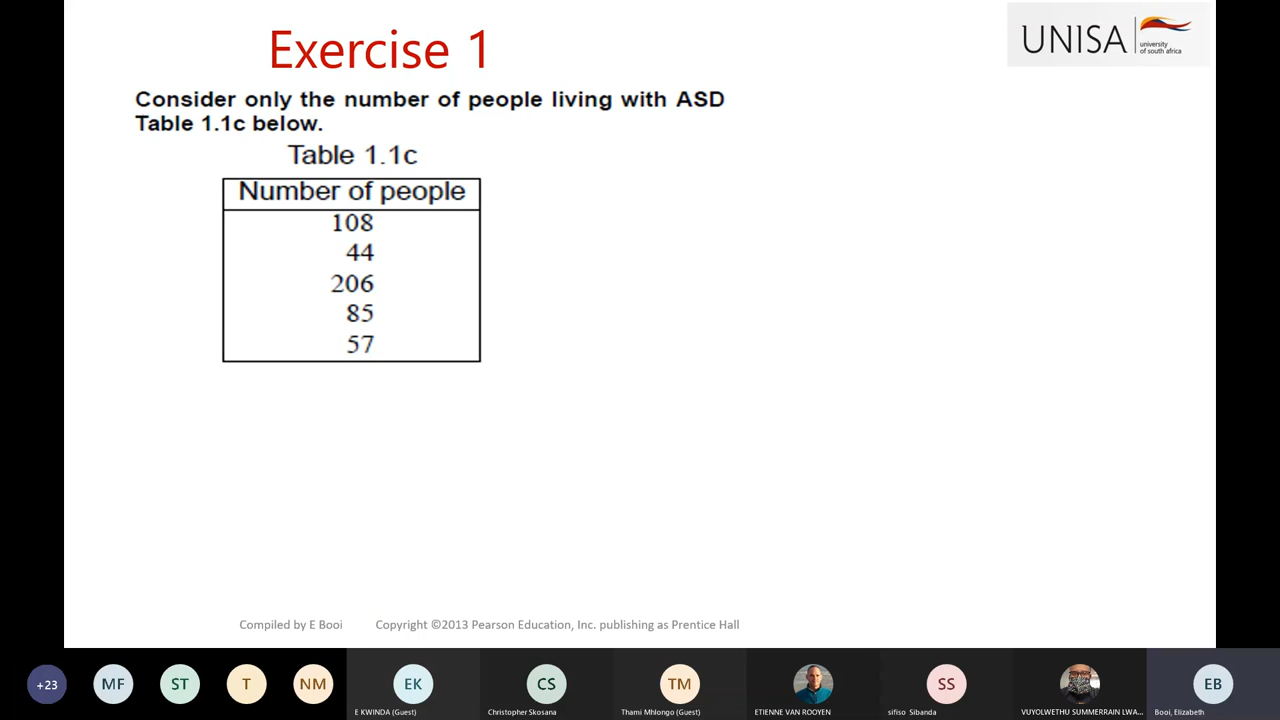 Exercise 1
UNISA
university
of south africa
Consider only the number of people living with ASD
Table 1.1c below.
Table 1.1c
Number of people
108
44
206
85
57
Compiled by E Booi Copyright ©2013 Pearson Education, Inc. publishing as Prentice Hall
+23
MF
ST
T
NM
EK
CS
TM
SS
EB
E KWINDA (Guest)
Christopher Skosana
Thami Mhlongo (Guest)
ETIENNE VAN ROOYEN
sifiso Sibanda
VUYOLWETHU SUMMERRAIN LWA...
Booi, Elizabeth